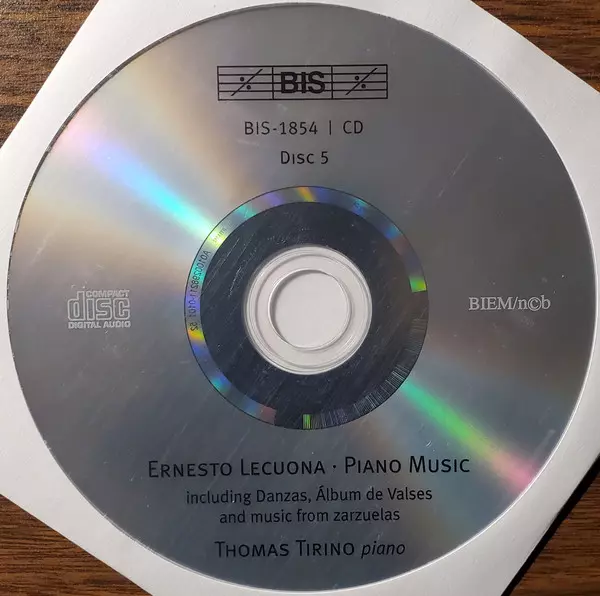 BIS
BIS-1854 | CD
Disc 5
COMPACT
disc
DIGITAL AUDIO
BIEM/n©b
Ernesto Lecuona · Piano Music
including Danzas, Álbum de Valses
and music from zarzuelas
Thomas Tirino piano